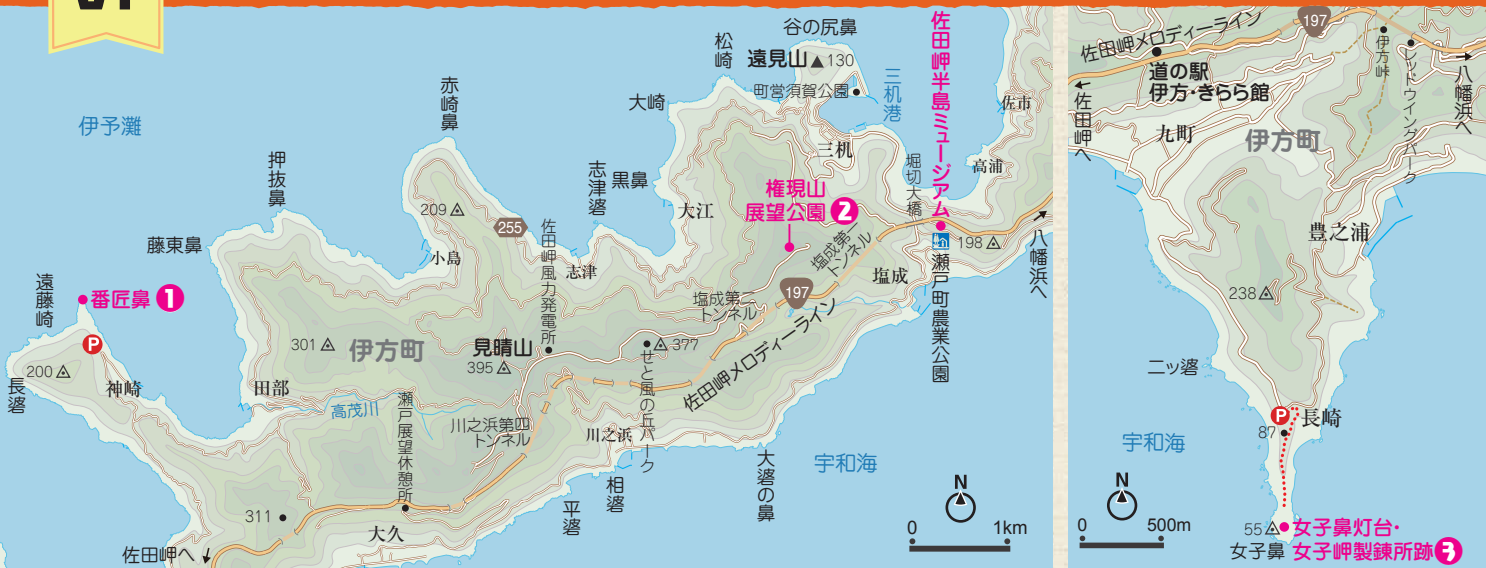 谷の尻鼻
松崎
遠見山▲130
町営須賀公園
三机港
佐田岬半島ミュージアム
佐市
大崎
赤崎鼻
伊予灘
三机
高浦
堀切大橋
押抜鼻
志津碆
黒鼻
権現山
展望公園 2
大江
209
255
佐田岬風力発電所
藤東鼻
小島
志津
塩成第一
トンネル
198
八幡浜へ
瀬戸町農業公園
塩成
遠藤崎
番匠鼻 1
P
塩成第二
トンネル
197
佐田岬メロディーライン
301
伊方町
見晴山
395
377
せと風の丘パーク
200
長碆
神崎
田部
高茂川
瀬戸展望休憩所
川之浜第四
トンネル
川之浜
大碆の鼻
宇和海
相碆
平碆
311
大久
佐田岬へ
N
0 1km
197
佐田岬メロディーライン
道の駅
伊方・きらら館
伊方峠
レッドウイングパーク
八幡浜へ
佐田岬へ
九町
伊方町
豊之浦
238
二ッ碆
P
長崎
87
宇和海
N
0 500m
55
女子鼻
女子鼻灯台・
女子岬製錬所跡 3